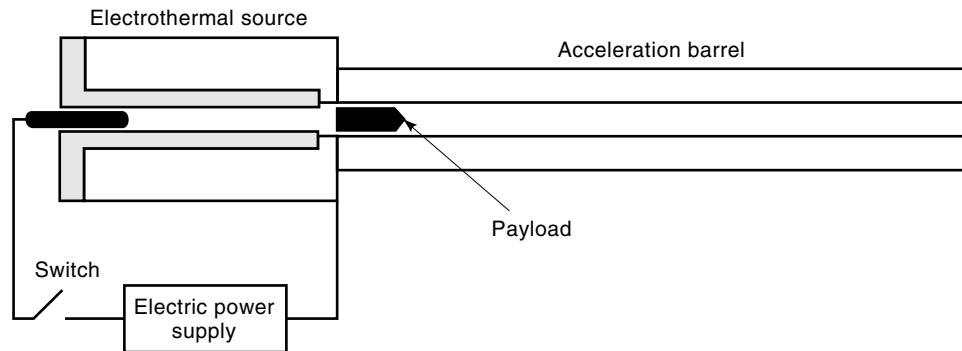 Electrothermal source
Acceleration barrel
Payload
Switch
Electric power
supply